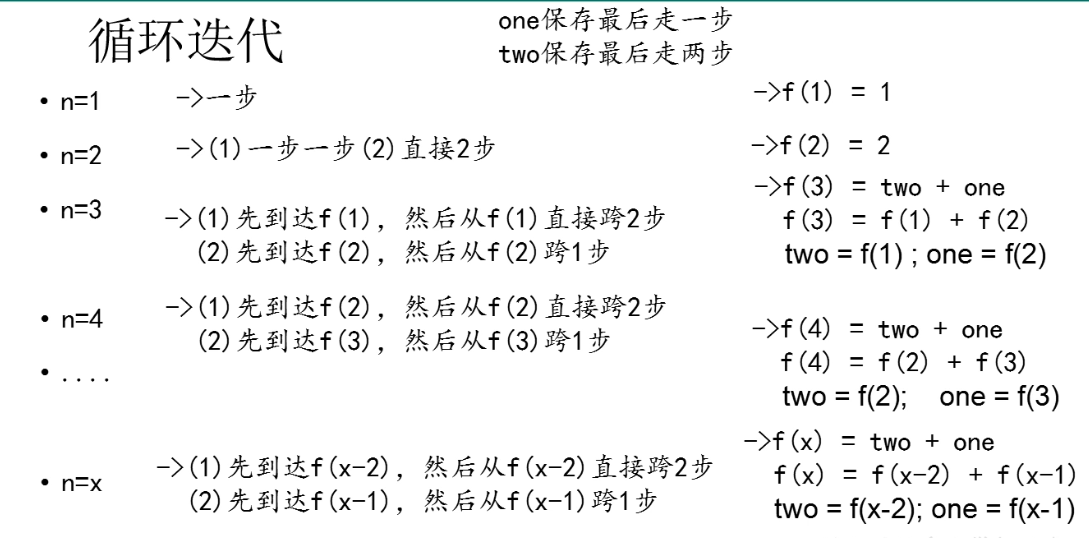 循环迭代
one保存最后走一步
two保存最后走两步
• n=1 ->一步 ->f(1) = 1
• n=2 ->(1)一步一步(2)直接2步 ->f(2) = 2
• n=3 ->(1)先到达f(1),然后从f(1)直接跨2步
(2)先到达f(2),然后从f(2)跨1步
->f(3) = two + one
f(3) = f(1) + f(2)
two = f(1) ; one = f(2)
• n=4 ->(1)先到达f(2),然后从f(2)直接跨2步
(2)先到达f(3),然后从f(3)跨1步
->f(4) = two + one
f(4) = f(2) + f(3)
two = f(2); one = f(3)
• ....
• n=x ->(1)先到达f(x-2),然后从f(x-2)直接跨2步
(2)先到达f(x-1),然后从f(x-1)跨1步
->f(x) = two + one
f(x) = f(x-2) + f(x-1)
two = f(x-2); one = f(x-1)